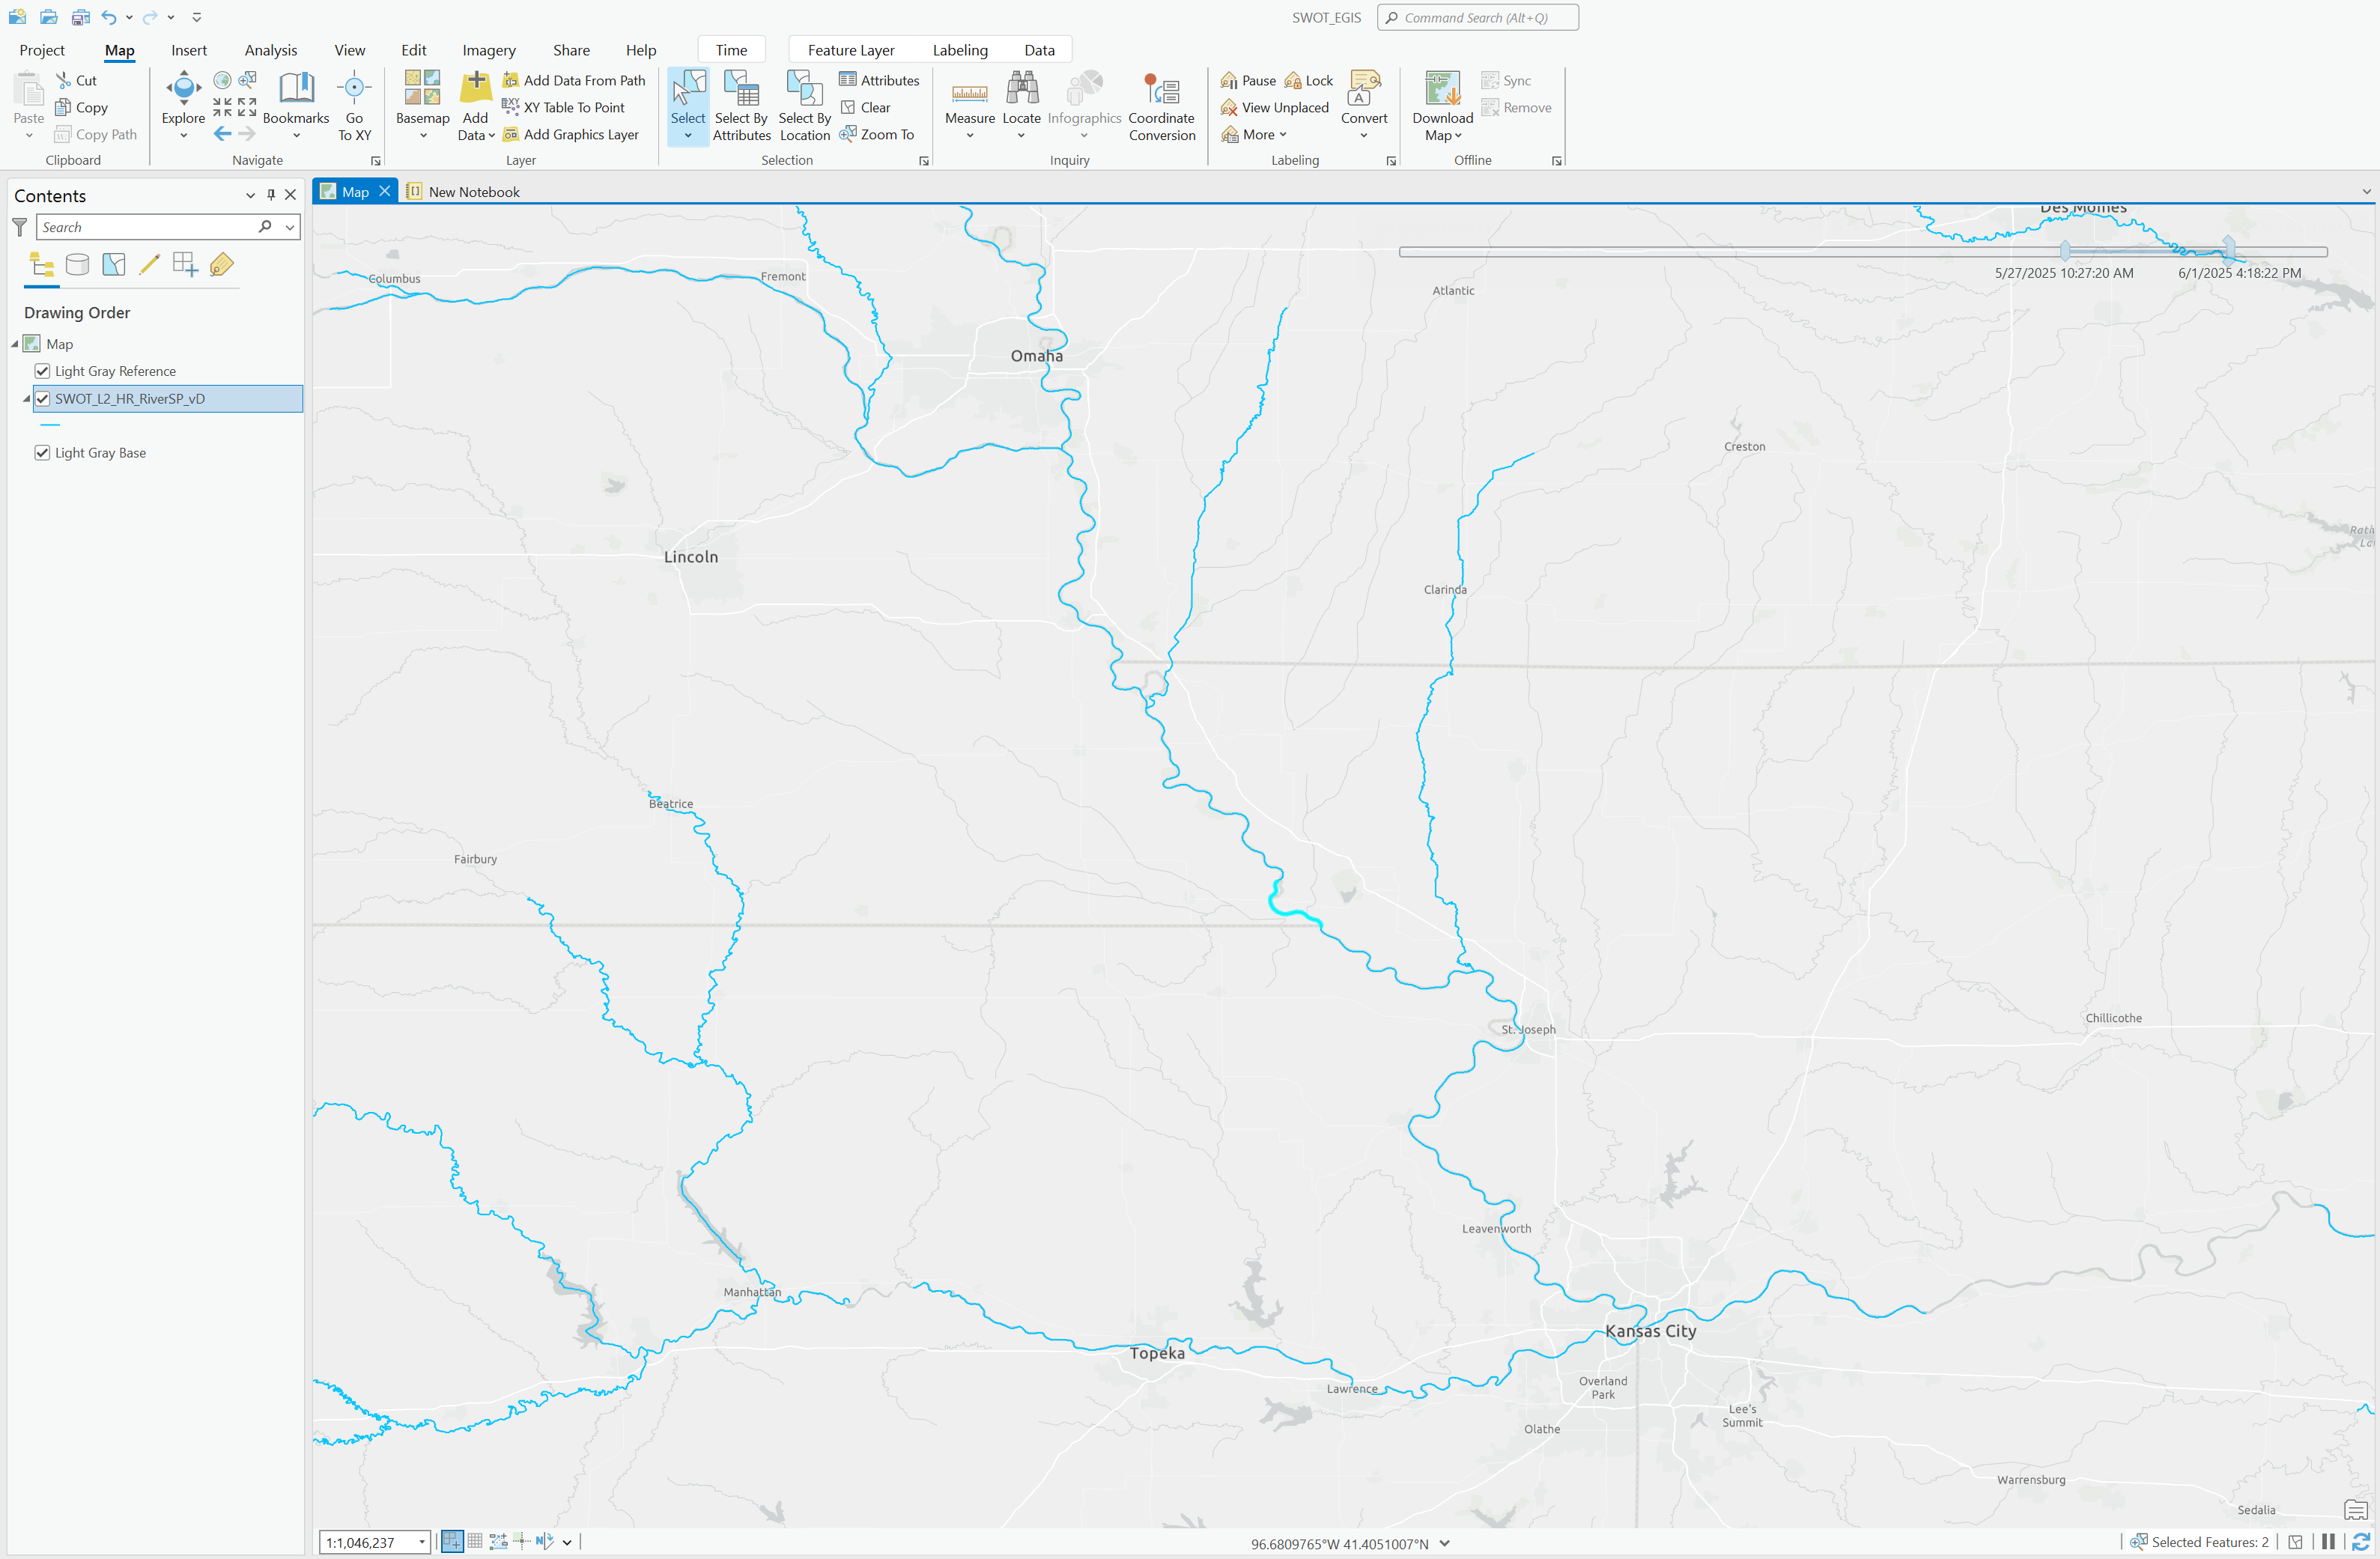 SWOT_EGIS
Command Search (Alt+Q)
Project
Map
Insert
Analysis
View
Edit
Imagery
Share
Help
Time
Feature Layer
Labeling
Data
Paste
Cut
Copy
Copy Path
Clipboard
Explore
Bookmarks
Go
To XY
Navigate
Basemap
Add
Data
Add Data From Path
XY Table To Point
Add Graphics Layer
Layer
Select
Select By
Attributes
Select By
Location
Attributes
Clear
Zoom To
Selection
Measure
Locate
Infographics
Coordinate
Conversion
Inquiry
Pause
Lock
View Unplaced
More
Convert
Labeling
Download
Map
Sync
Remove
Offline
Contents
Search
Drawing Order
Map
Light Gray Reference
SWOT_L2_HR_RiverSP_vD
Light Gray Base
Map
New Notebook
Des Moines
5/27/2025 10:27:20 AM
6/1/2025 4:18:22 PM
Columbus
Fremont
Atlantic
Omaha
Creston
Lincoln
Clarinda
Beatrice
Fairbury
St. Joseph
Chillicothe
Leavenworth
Manhattan
Kansas City
Topeka
Lawrence
Overland
Park
Lee's
Summit
Olathe
Warrensburg
Sedalia
1:1,046,237
96.6809765°W 41.4051007°N
Selected Features: 2